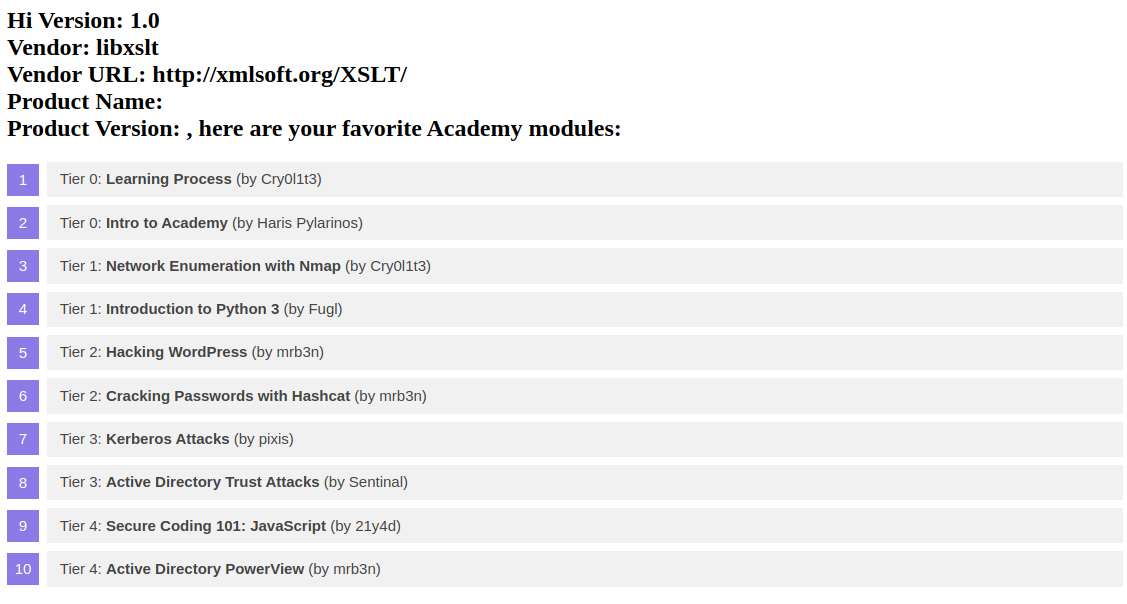 Hi Version: 1.0
Vendor: libxslt
Vendor URL: http://xmlsoft.org/XSLT/
Product Name:
Product Version: , here are your favorite Academy modules:
1 Tier 0: Learning Process (by Cry0l1t3)
2 Tier 0: Intro to Academy (by Haris Pylarinos)
3 Tier 1: Network Enumeration with Nmap (by Cry0l1t3)
4 Tier 1: Introduction to Python 3 (by Fugl)
5 Tier 2: Hacking WordPress (by mrb3n)
6 Tier 2: Cracking Passwords with Hashcat (by mrb3n)
7 Tier 3: Kerberos Attacks (by pixis)
8 Tier 3: Active Directory Trust Attacks (by Sentinal)
9 Tier 4: Secure Coding 101: JavaScript (by 21y4d)
10 Tier 4: Active Directory PowerView (by mrb3n)